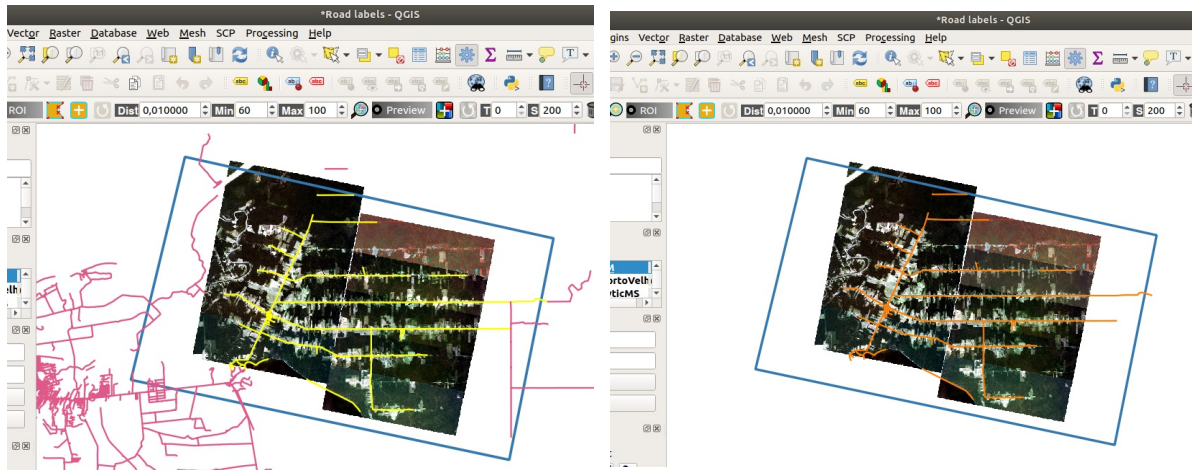 *Road labels - QGIS
Vector Raster Database Web Mesh SCP Processing Help
ROI Dist 0,010000 Min 60 Max 100 Preview T 0 S 200
*Road labels - QGIS
gins Vector Raster Database Web Mesh SCP Processing Help
ROI Dist 0,010000 Min 60 Max 100 Preview T 0 S 200
ortoVelh
yticMS